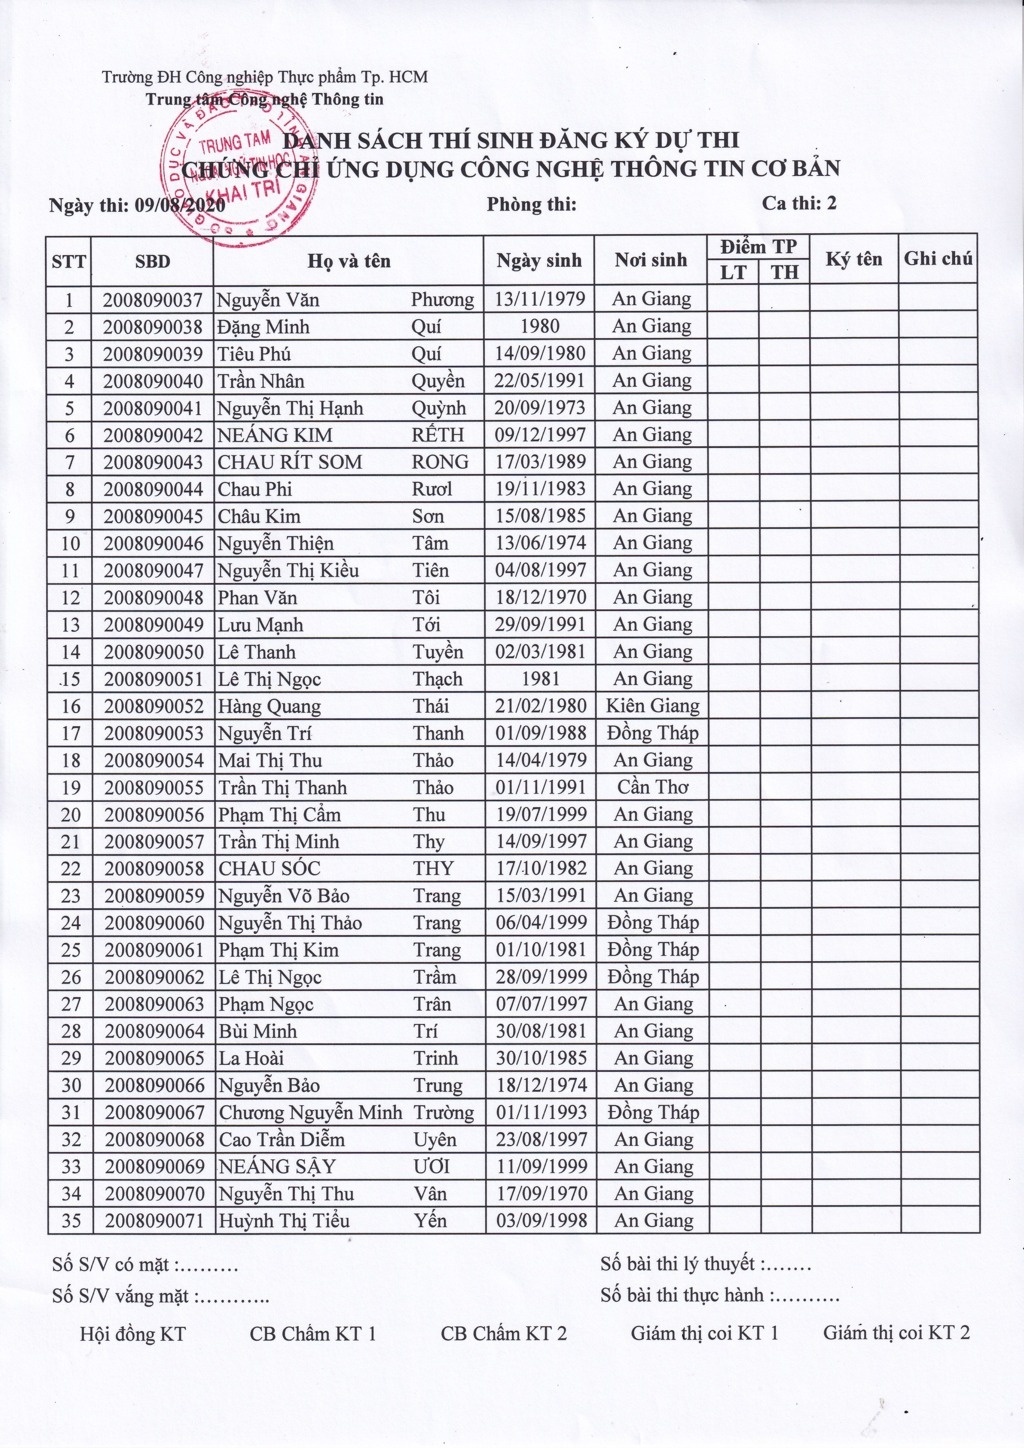 Trường ĐH Công nghiệp Thực phẩm Tp. HCM
Trung tâm Công nghệ Thông tin
DANH SÁCH THÍ SINH ĐĂNG KÝ DỰ THI
CHỨNG CHỈ ỨNG DỤNG CÔNG NGHỆ THÔNG TIN CƠ BẢN
TRUNG TÂM
NGOẠI NGỮ-TIN HỌC
KHAI TRÍ
Ngày thi: 09/08/2020 Phòng thi: Ca thi: 2
STT SBD Họ và tên Ngày sinh Nơi sinh Điểm TP Ký tên Ghi chú
LT TH
1 2008090037 Nguyễn Văn Phương 13/11/1979 An Giang
2 2008090038 Đặng Minh Quí 1980 An Giang
3 2008090039 Tiêu Phú Quí 14/09/1980 An Giang
4 2008090040 Trần Nhân Quyền 22/05/1991 An Giang
5 2008090041 Nguyễn Thị Hạnh Quỳnh 20/09/1973 An Giang
6 2008090042 NEÁNG KIM RẾTH 09/12/1997 An Giang
7 2008090043 CHAU RÍT SOM RONG 17/03/1989 An Giang
8 2008090044 Chau Phi Rươl 19/11/1983 An Giang
9 2008090045 Châu Kim Sơn 15/08/1985 An Giang
10 2008090046 Nguyễn Thiện Tâm 13/06/1974 An Giang
11 2008090047 Nguyễn Thị Kiều Tiên 04/08/1997 An Giang
12 2008090048 Phan Văn Tôi 18/12/1970 An Giang
13 2008090049 Lưu Mạnh Tới 29/09/1991 An Giang
14 2008090050 Lê Thanh Tuyền 02/03/1981 An Giang
15 2008090051 Lê Thị Ngọc Thạch 1981 An Giang
16 2008090052 Hàng Quang Thái 21/02/1980 Kiên Giang
17 2008090053 Nguyễn Trí Thanh 01/09/1988 Đồng Tháp
18 2008090054 Mai Thị Thu Thảo 14/04/1979 An Giang
19 2008090055 Trần Thị Thanh Thảo 01/11/1991 Cần Thơ
20 2008090056 Phạm Thị Cẩm Thu 19/07/1999 An Giang
21 2008090057 Trần Thị Minh Thy 14/09/1997 An Giang
22 2008090058 CHAU SÓC THY 17/10/1982 An Giang
23 2008090059 Nguyễn Võ Bảo Trang 15/03/1991 An Giang
24 2008090060 Nguyễn Thị Thảo Trang 06/04/1999 Đồng Tháp
25 2008090061 Phạm Thị Kim Trang 01/10/1981 Đồng Tháp
26 2008090062 Lê Thị Ngọc Trầm 28/09/1999 Đồng Tháp
27 2008090063 Phạm Ngọc Trân 07/07/1997 An Giang
28 2008090064 Bùi Minh Trí 30/08/1981 An Giang
29 2008090065 La Hoài Trinh 30/10/1985 An Giang
30 2008090066 Nguyễn Bảo Trung 18/12/1974 An Giang
31 2008090067 Chương Nguyễn Minh Trường 01/11/1993 Đồng Tháp
32 2008090068 Cao Trần Diễm Uyên 23/08/1997 An Giang
33 2008090069 NEÁNG SẬY ƯƠI 11/09/1999 An Giang
34 2008090070 Nguyễn Thị Thu Vân 17/09/1970 An Giang
35 2008090071 Huỳnh Thị Tiểu Yến 03/09/1998 An Giang
Số S/V có mặt :......... Số bài thi lý thuyết :.......
Số S/V vắng mặt :........... Số bài thi thực hành :..........
Hội đồng KT CB Chấm KT 1 CB Chấm KT 2 Giám thị coi KT 1 Giám thị coi KT 2